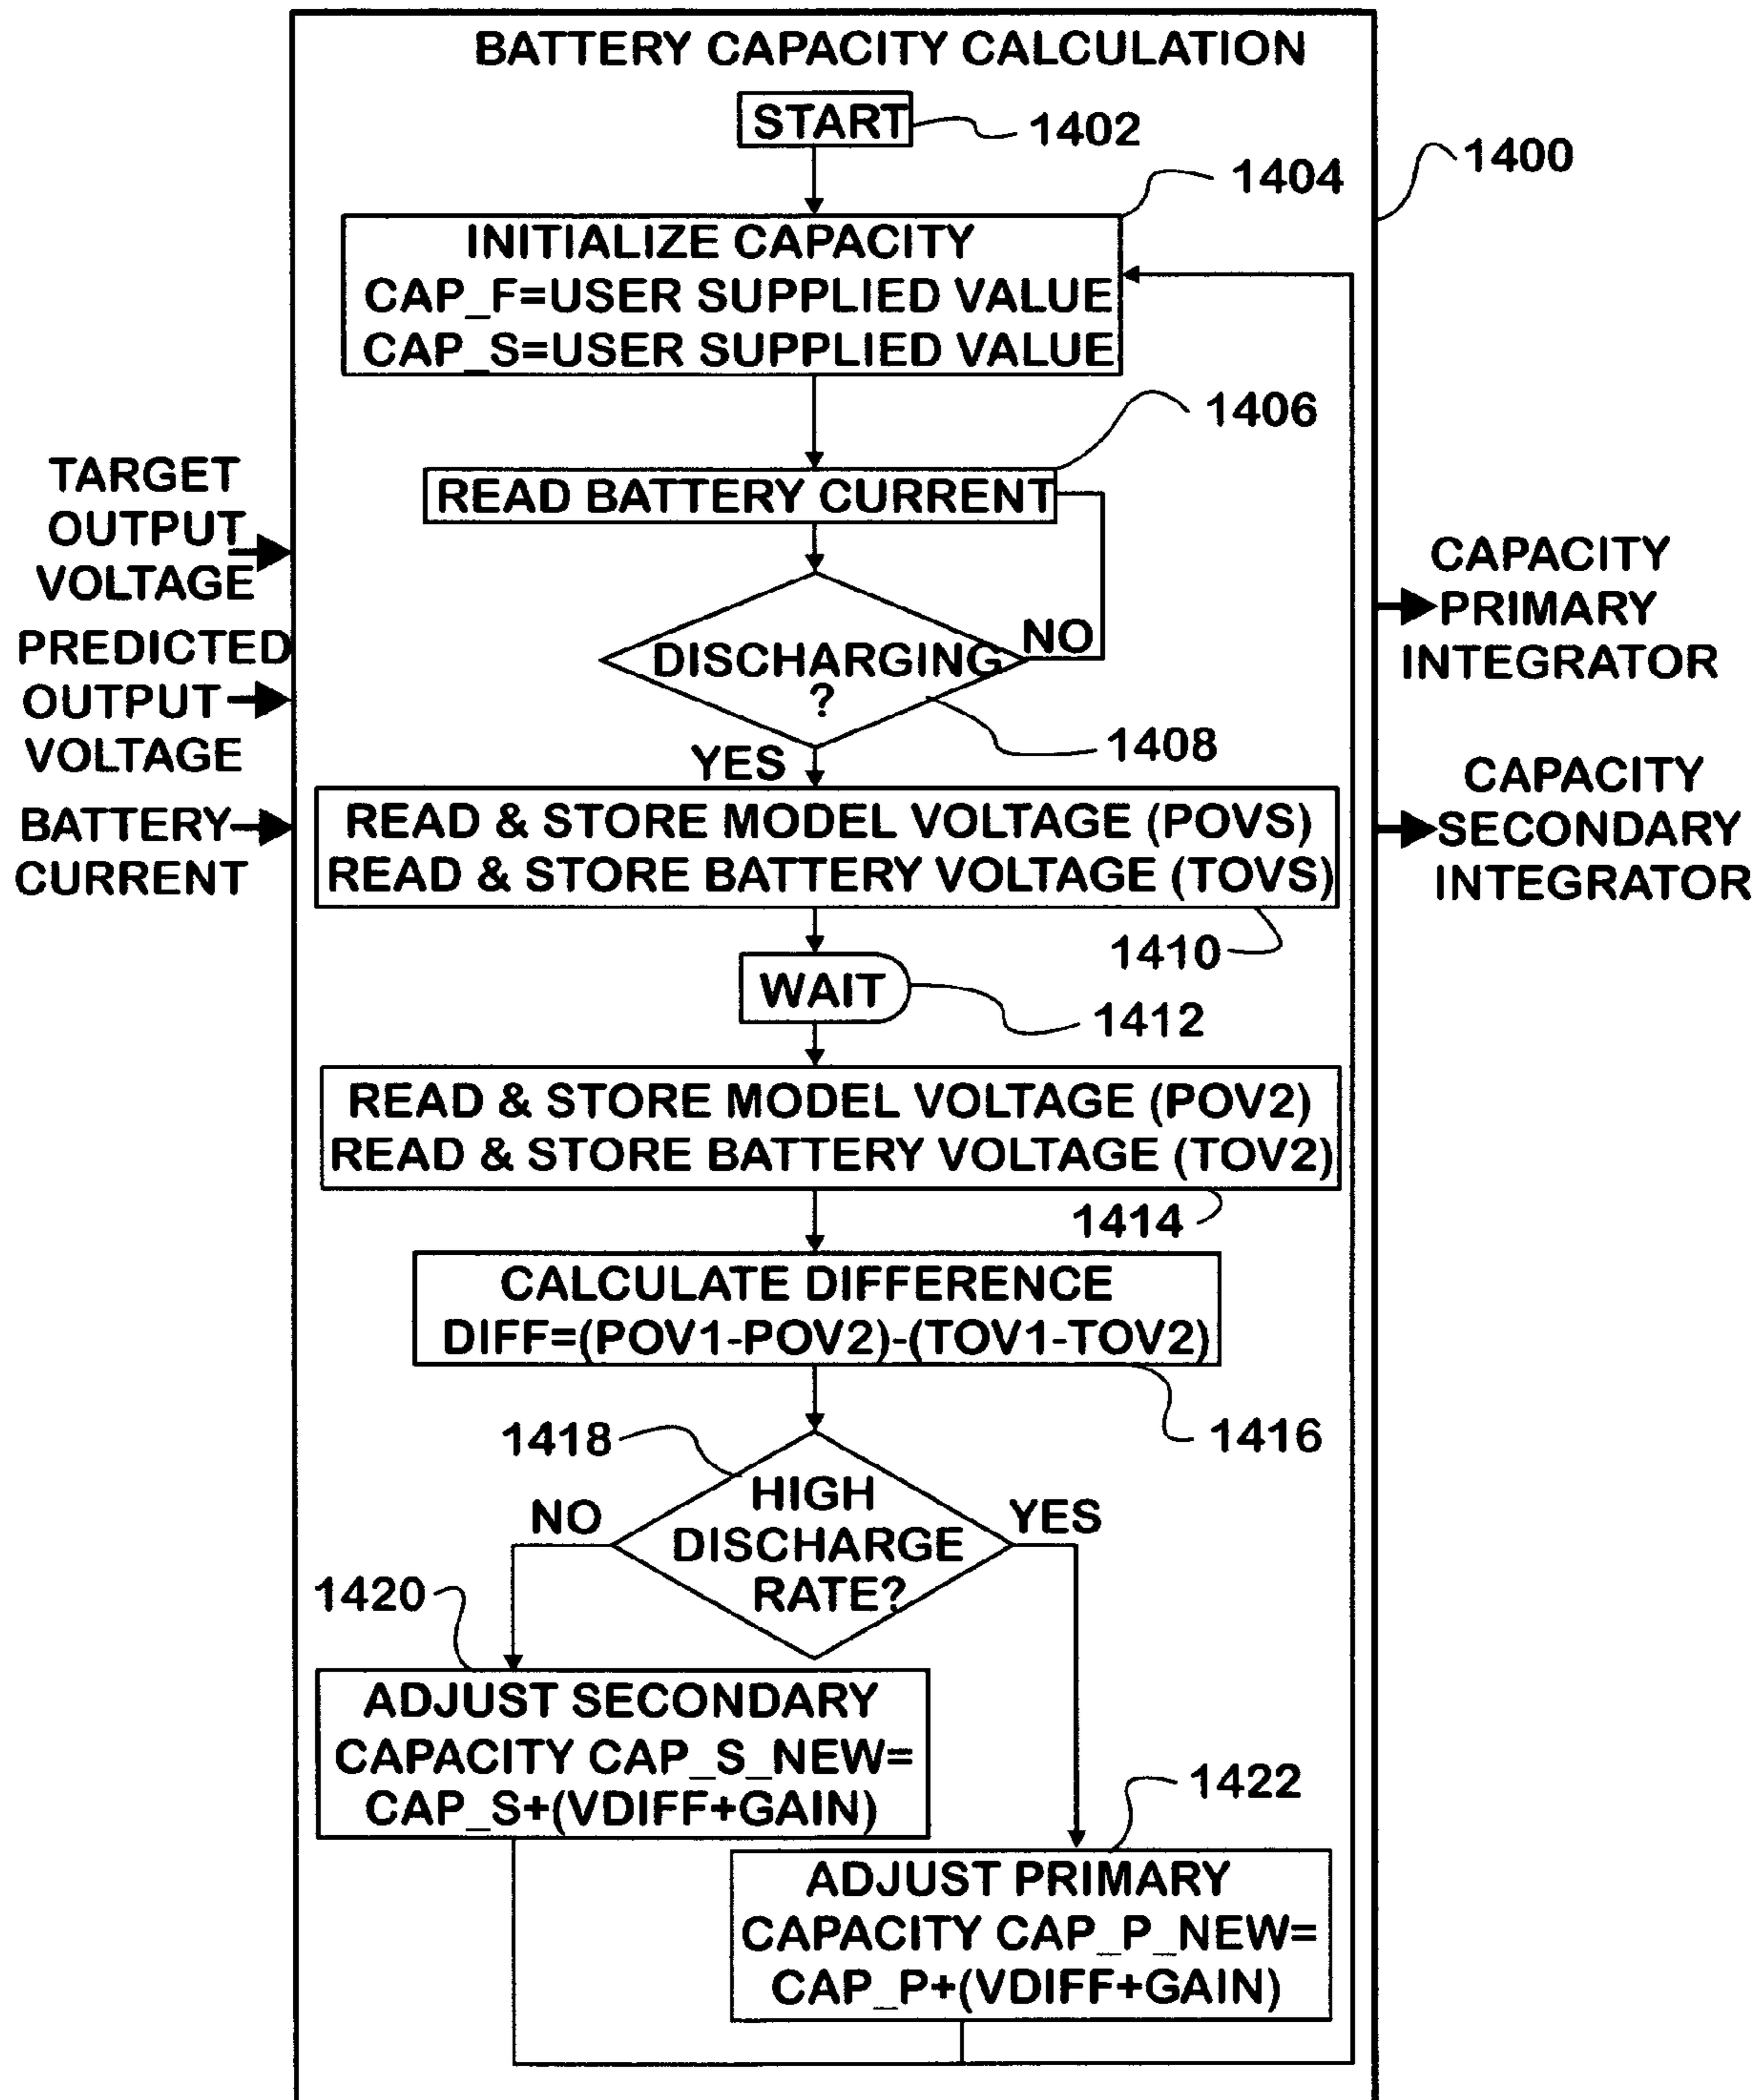 BATTERY CAPACITY CALCULATION
START
1402
1400
1404
INITIALIZE CAPACITY
CAP_F=USER SUPPLIED VALUE
CAP_S=USER SUPPLIED VALUE
1406
READ BATTERY CURRENT
TARGET
OUTPUT
VOLTAGE
PREDICTED
OUTPUT
VOLTAGE
BATTERY
CURRENT
DISCHARGING
?
NO
YES
1408
CAPACITY
PRIMARY
INTEGRATOR
CAPACITY
SECONDARY
INTEGRATOR
READ & STORE MODEL VOLTAGE (POVS)
READ & STORE BATTERY VOLTAGE (TOVS)
1410
WAIT
1412
READ & STORE MODEL VOLTAGE (POV2)
READ & STORE BATTERY VOLTAGE (TOV2)
1414
CALCULATE DIFFERENCE
DIFF=(POV1-POV2)-(TOV1-TOV2)
1416
1418
HIGH
DISCHARGE
RATE?
NO
YES
1420
ADJUST SECONDARY
CAPACITY CAP_S_NEW=
CAP_S+(VDIFF+GAIN)
1422
ADJUST PRIMARY
CAPACITY CAP_P_NEW=
CAP_P+(VDIFF+GAIN)